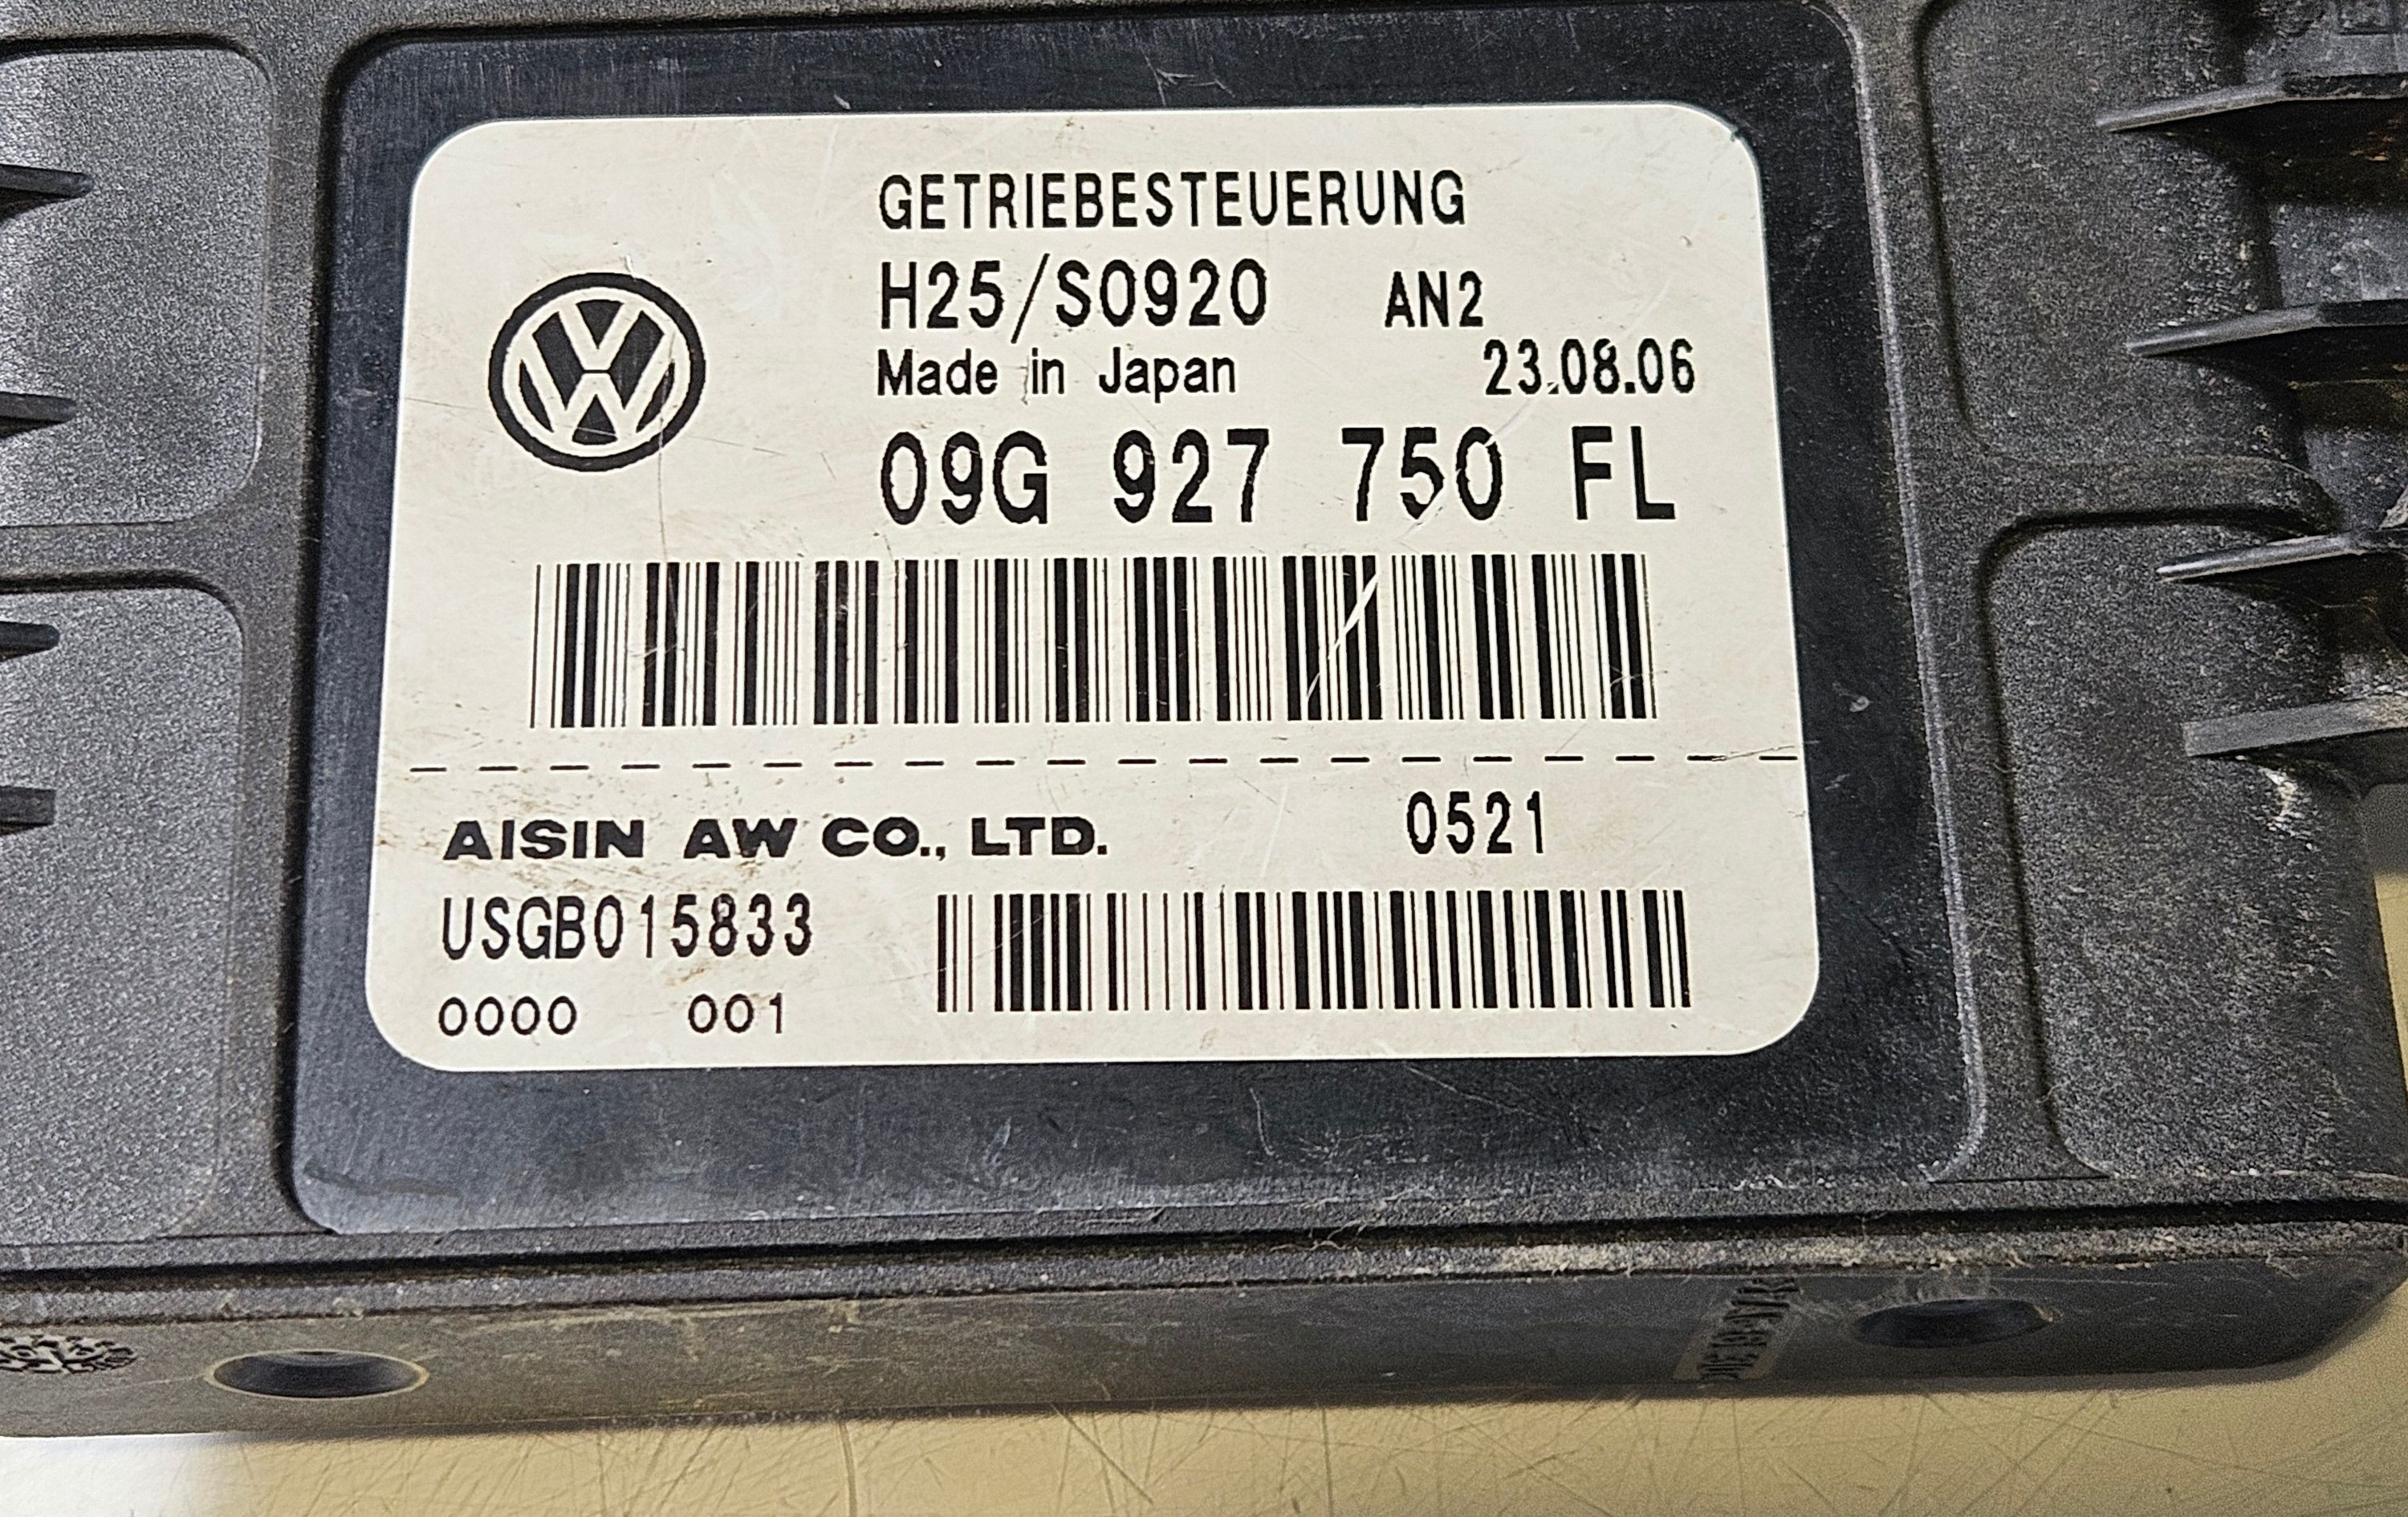 GETRIEBESTEUERUNG
H25/S0920 AN2
Made in Japan 23.08.06
09G 927 750 FL
AISIN AW CO., LTD. 0521
USGB015833
0000 001